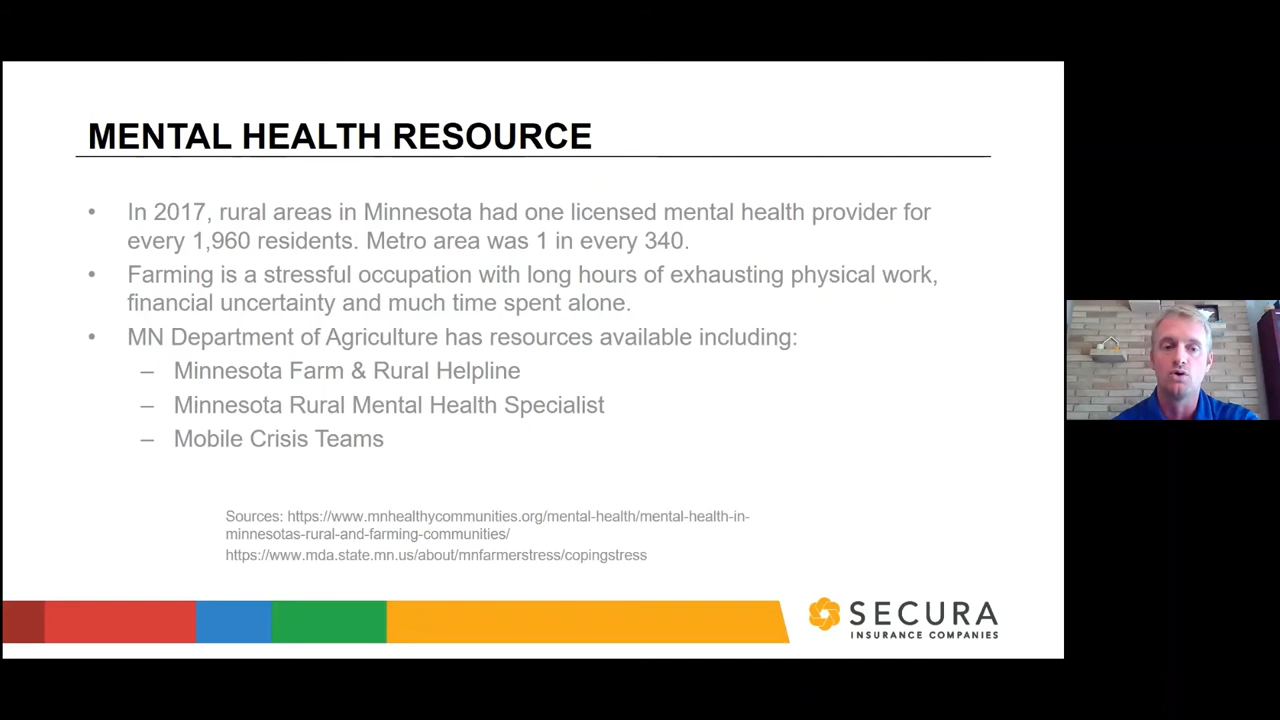 MENTAL HEALTH RESOURCE
• In 2017, rural areas in Minnesota had one licensed mental health provider for
every 1,960 residents. Metro area was 1 in every 340.
• Farming is a stressful occupation with long hours of exhausting physical work,
financial uncertainty and much time spent alone.
• MN Department of Agriculture has resources available including:
– Minnesota Farm & Rural Helpline
– Minnesota Rural Mental Health Specialist
– Mobile Crisis Teams
Sources: https://www.mnhealthycommunities.org/mental-health/mental-health-in-
minnesotas-rural-and-farming-communities/
https://www.mda.state.mn.us/about/mnfarmerstress/copingstress
SECURA
INSURANCE COMPANIES